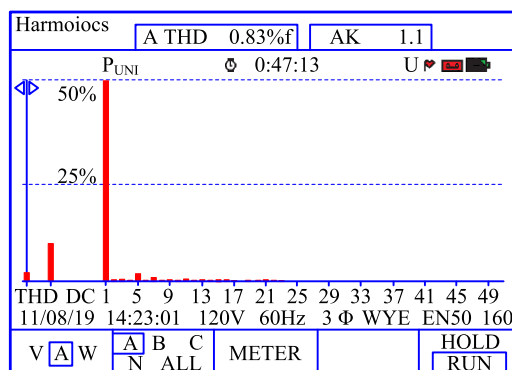 Harmoiocs
A THD 0.83%f AK 1.1
PUNI 0:47:13 U
50%
25%
THD DC 1 5 9 13 17 21 25 29 33 37 41 45 49
11/08/19 14:23:01 120V 60Hz 3 Φ WYE EN50 160
V A W A B C METER HOLD
N ALL RUN